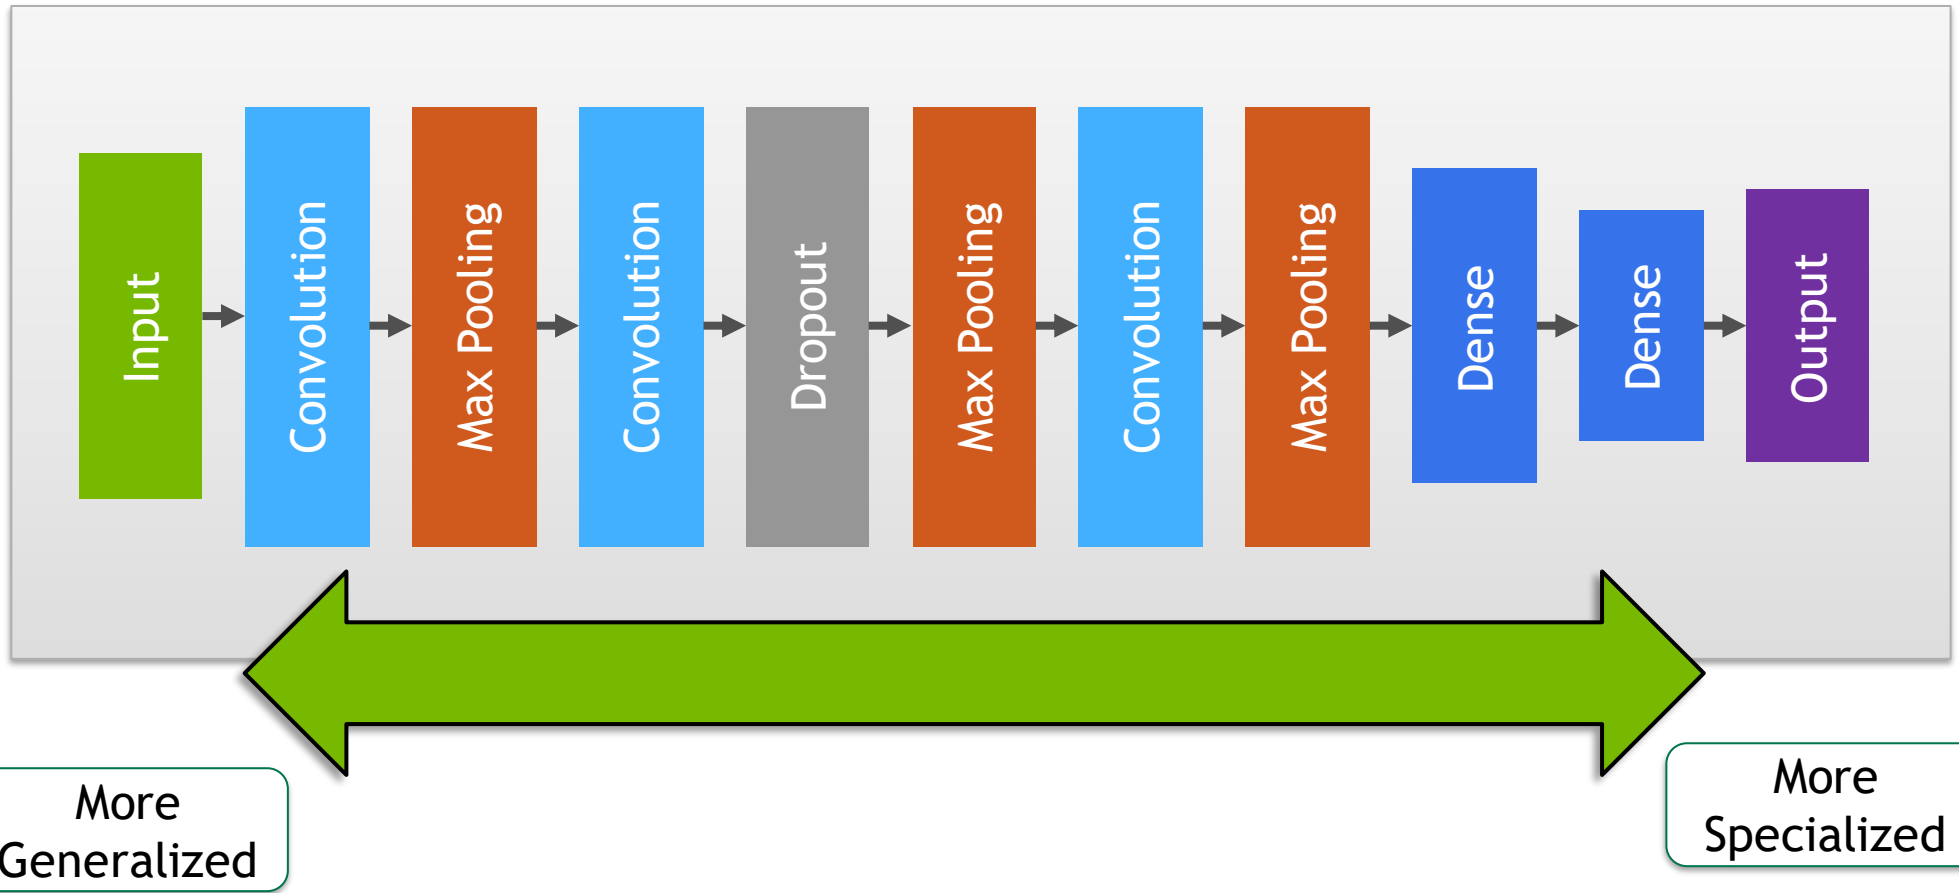 Input
Convolution
Max Pooling
Convolution
Dropout
Max Pooling
Convolution
Max Pooling
Dense
Dense
Output
More
Generalized
More
Specialized